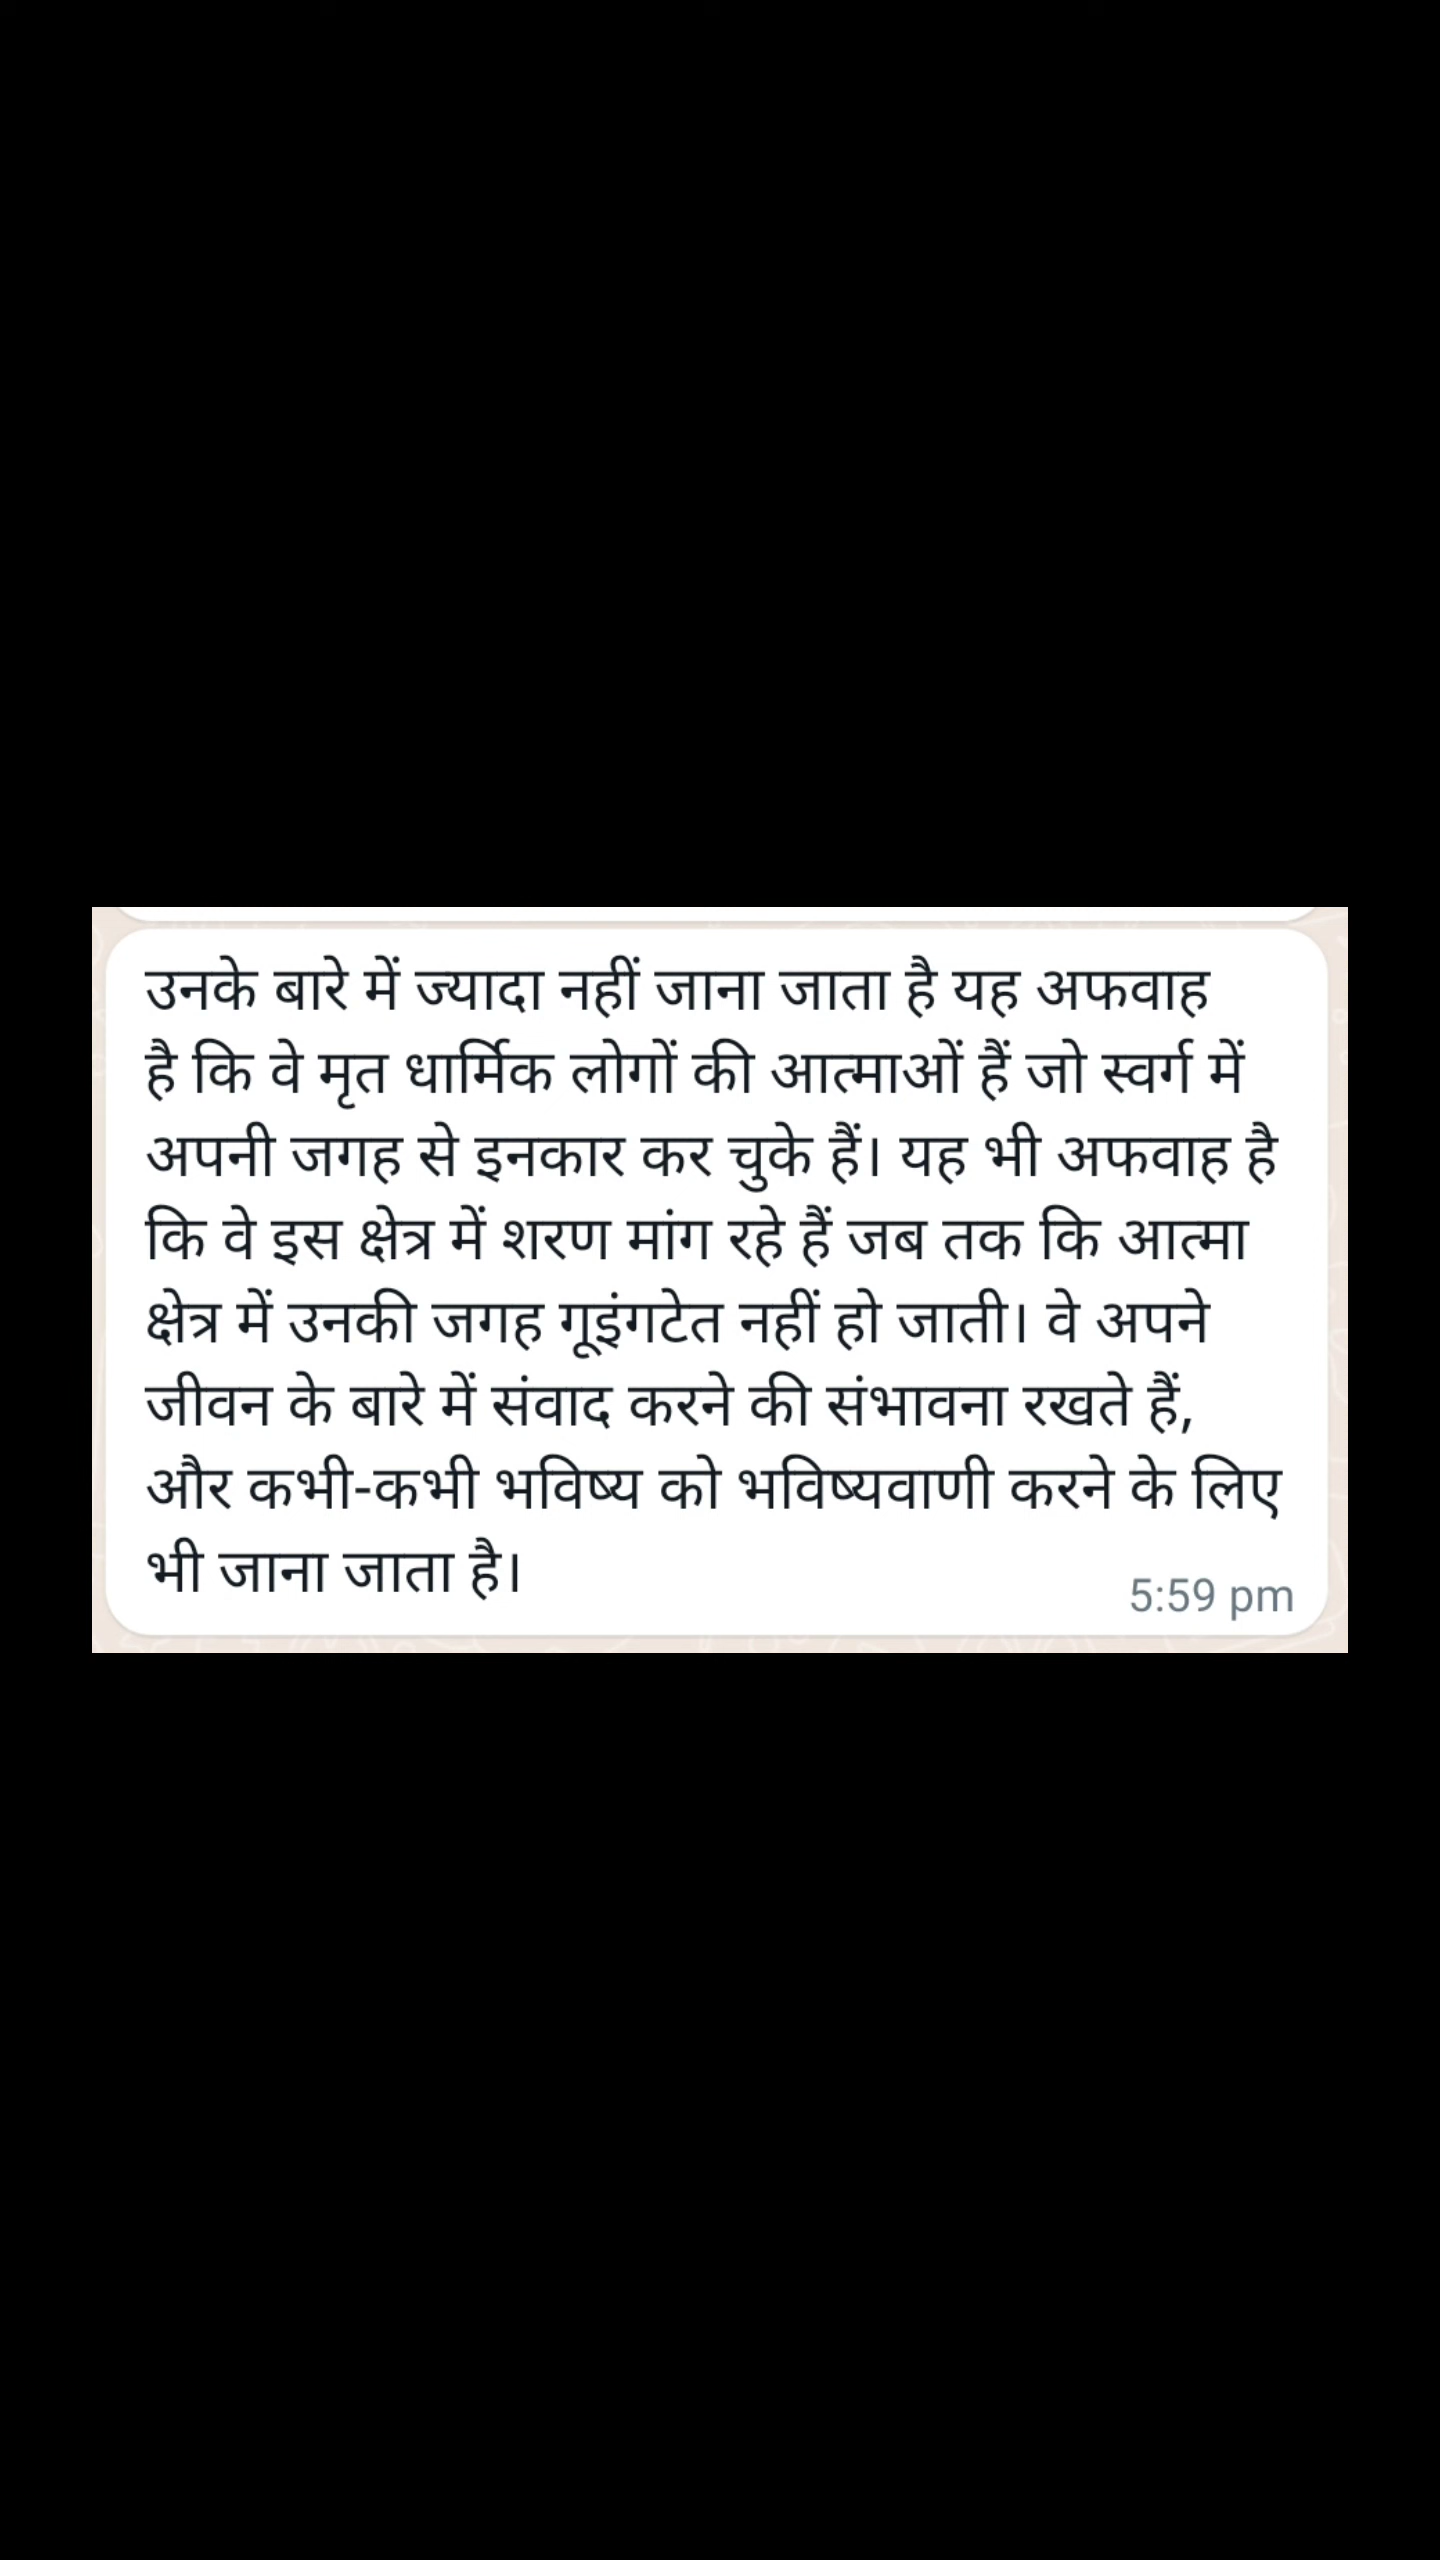 उनके बारे में ज्यादा नहीं जाना जाता है यह अफवाह
है कि वे मृत धार्मिक लोगों की आत्माओं हैं जो स्वर्ग में
अपनी जगह से इनकार कर चुके हैं। यह भी अफवाह है
कि वे इस क्षेत्र में शरण मांग रहे हैं जब तक कि आत्मा
क्षेत्र में उनकी जगह गूइंगटेत नहीं हो जाती। वे अपने
जीवन के बारे में संवाद करने की संभावना रखते हैं,
और कभी-कभी भविष्य को भविष्यवाणी करने के लिए
भी जाना जाता है।
5:59 pm